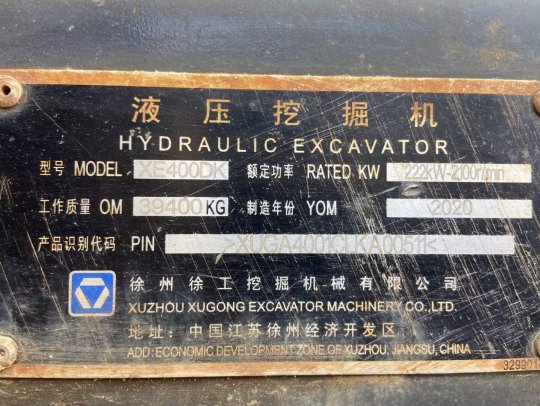 液压挖掘机
HYDRAULIC EXCAVATOR
型号 MODEL XE400DK 额定功率 RATED KW 222kW-2100r/min
工作质量 OM 39400 KG 制造年份 YOM 2020
产品识别代码 PIN
徐州徐工挖掘机械有限公司
XUZHOU XUGONG EXCAVATOR MACHINERY CO.,LTD.
地址:中国江苏徐州经济开发区
ADD:ECONOMIC DEVELOPMENT ZONE OF XUZHOU, JIANGSU, CHINA